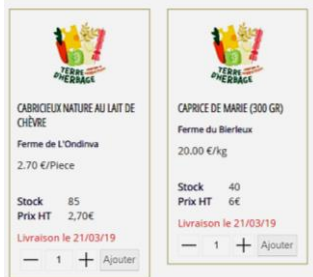 TERRE
D'HERBAGE
CABRICIEUX NATURE AU LAIT DE
CHÈVRE
Ferme de L'Ondinva
2.70 €/Piece
Stock 85
Prix HT 2,70€
Livraison le 21/03/19
— 1 + Ajouter
TERRE
D'HERBAGE
CAPRICE DE MARIE (300 GR)
Ferme du Bierleux
20.00 €/kg
Stock 40
Prix HT 6€
Livraison le 21/03/19
— 1 + Ajouter